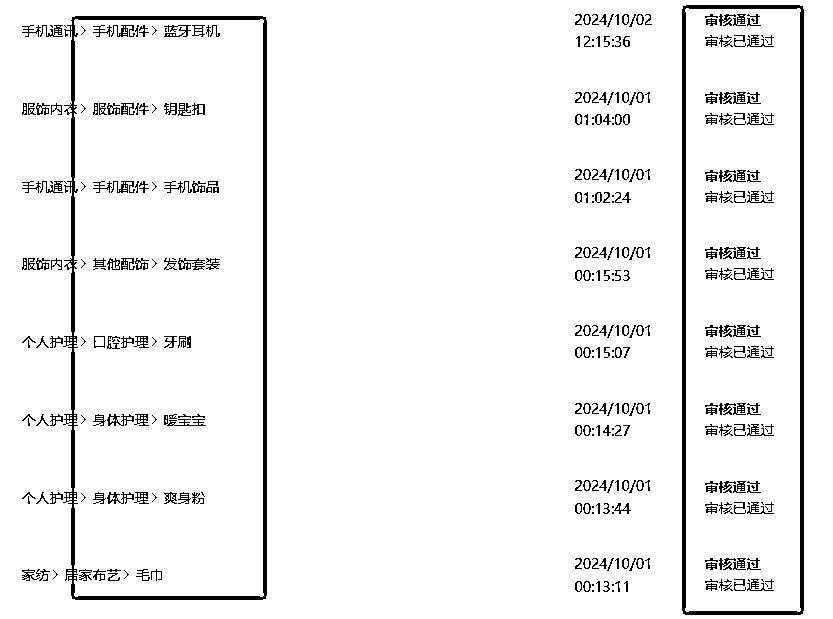 手机通讯> 手机配件> 蓝牙耳机
2024/10/02
审核通过
12:15:36
审核已通过
服饰内衣> 服饰配件> 钥匙扣
2024/10/01
审核通过
01:04:00
审核已通过
手机通讯> 手机配件> 手机饰品
2024/10/01
审核通过
01:02:24
审核已通过
服饰内衣> 其他配饰> 发饰套装
2024/10/01
审核通过
00:15:53
审核已通过
个人护理> 口腔护理> 牙刷
2024/10/01
审核通过
00:15:07
审核已通过
个人护理> 身体护理> 暖宝宝
2024/10/01
审核通过
00:14:27
审核已通过
个人护理> 身体护理> 爽身粉
2024/10/01
审核通过
00:13:44
审核已通过
家纺> 居家布艺> 毛巾
2024/10/01
审核通过
00:13:11
审核已通过